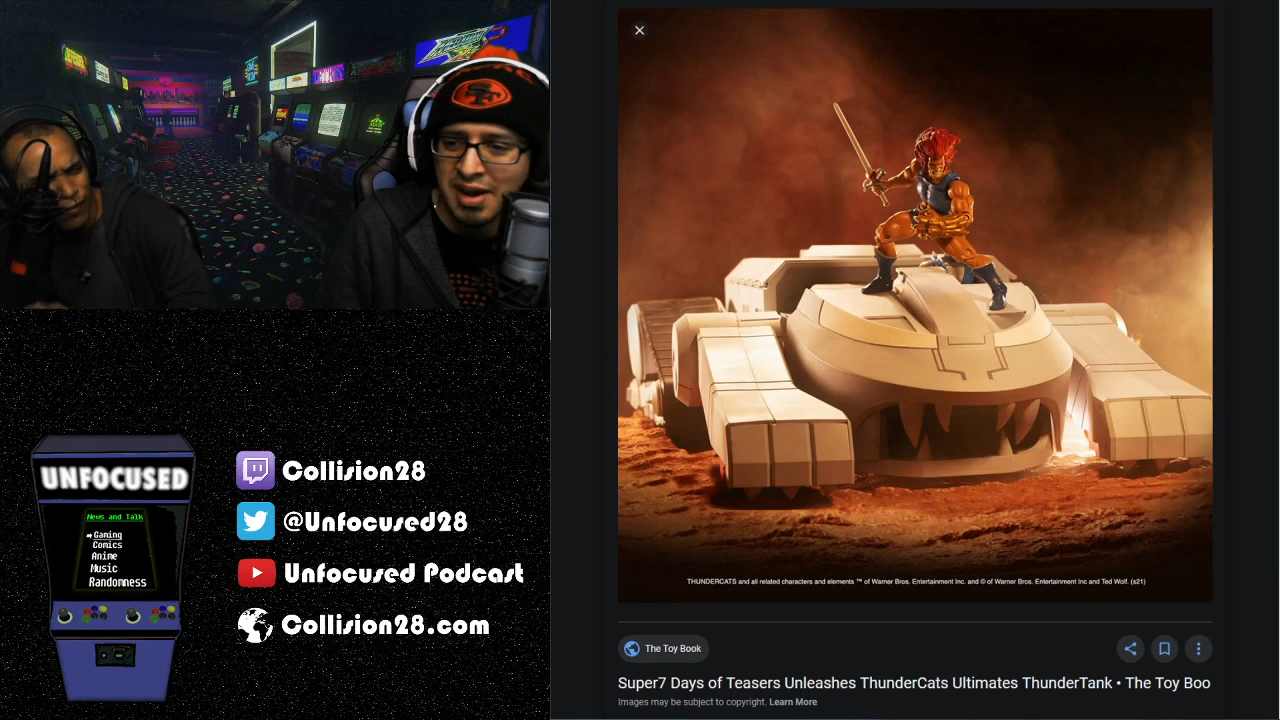 UNFOCUSED
News and Talk
Gaming
Comics
Anime
Music
Randomness
Collision28
@Unfocused28
Unfocused Podcast
Collision28.com
THUNDERCATS and all related characters and elements ™ of Warner Bros. Entertainment Inc. and © of Warner Bros. Entertainment Inc and Ted Wolf. (s21)
The Toy Book
Super7 Days of Teasers Unleashes ThunderCats Ultimates ThunderTank • The Toy Boo
Images may be subject to copyright. Learn More